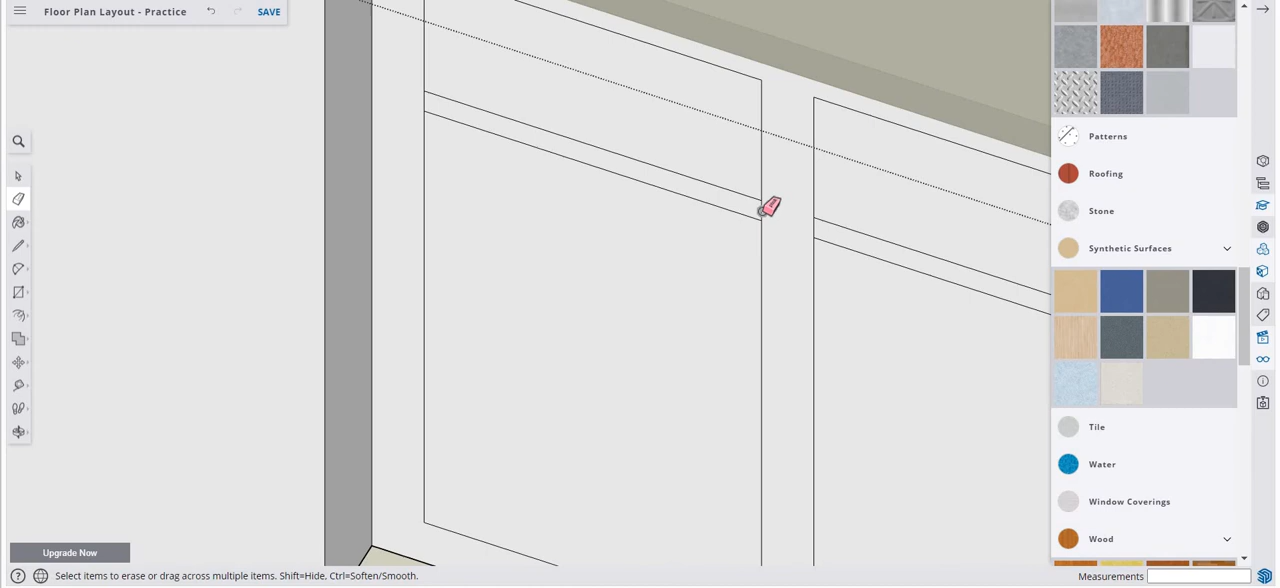 Floor Plan Layout - Practice
SAVE
Patterns
Roofing
Stone
Synthetic Surfaces
Tile
Water
Window Coverings
Wood
Upgrade Now
Select items to erase or drag across multiple items. Shift=Hide, Ctrl=Soften/Smooth.
Measurements